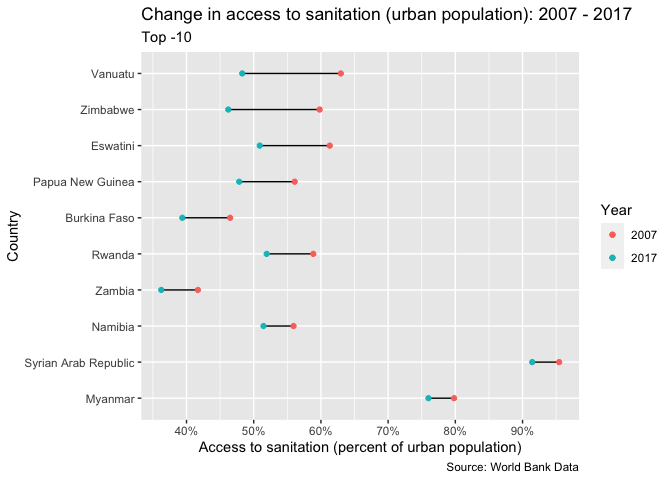 Change in access to sanitation (urban population): 2007 - 2017
Top -10
Country
Vanuatu
Zimbabwe
Eswatini
Papua New Guinea
Burkina Faso
Rwanda
Zambia
Namibia
Syrian Arab Republic
Myanmar
Year
2007
2017
40% 50% 60% 70% 80% 90%
Access to sanitation (percent of urban population)
Source: World Bank Data